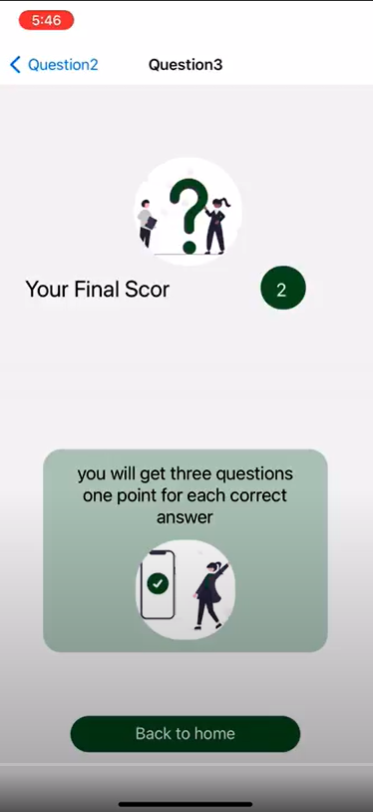 5:46
Question2
Question3
?
Your Final Scor
2
you will get three questions
one point for each correct
answer
Back to home